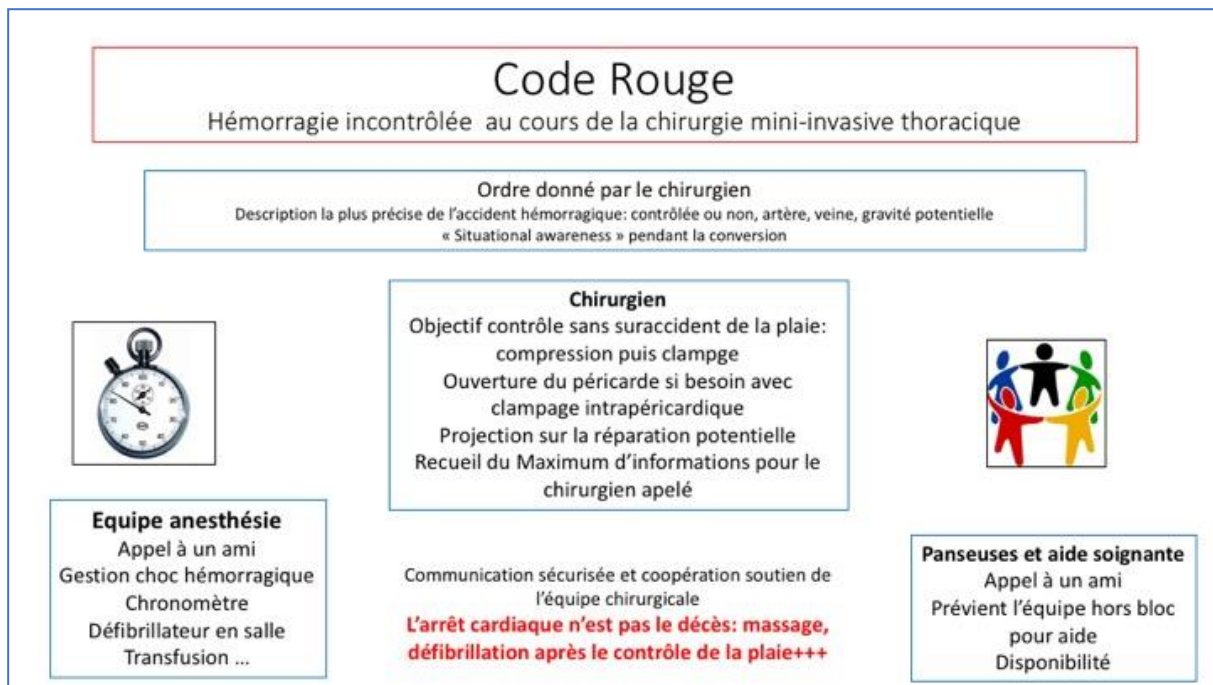 Code Rouge
Hémorragie incontrôlée au cours de la chirurgie mini-invasive thoracique
Ordre donné par le chirurgien
Description la plus précise de l'accident hémorragique: contrôlée ou non, artère, veine, gravité potentielle
« Situational awareness » pendant la conversion
Chirurgien
Objectif contrôle sans suraccident de la plaie:
compression puis clampge
Ouverture du péricarde si besoin avec
clampage intrapéricardique
Projection sur la réparation potentielle
Recueil du Maximum d'informations pour le
chirurgien apelé
Equipe anesthésie
Appel à un ami
Gestion choc hémorragique
Chronomètre
Défibrillateur en salle
Transfusion ...
Communication sécurisée et coopération soutien de
l'équipe chirurgicale
L'arrêt cardiaque n'est pas le décès: massage,
défibrillation après le contrôle de la plaie+++
Panseuses et aide soignante
Appel à un ami
Prévient l'équipe hors bloc
pour aide
Disponibilité